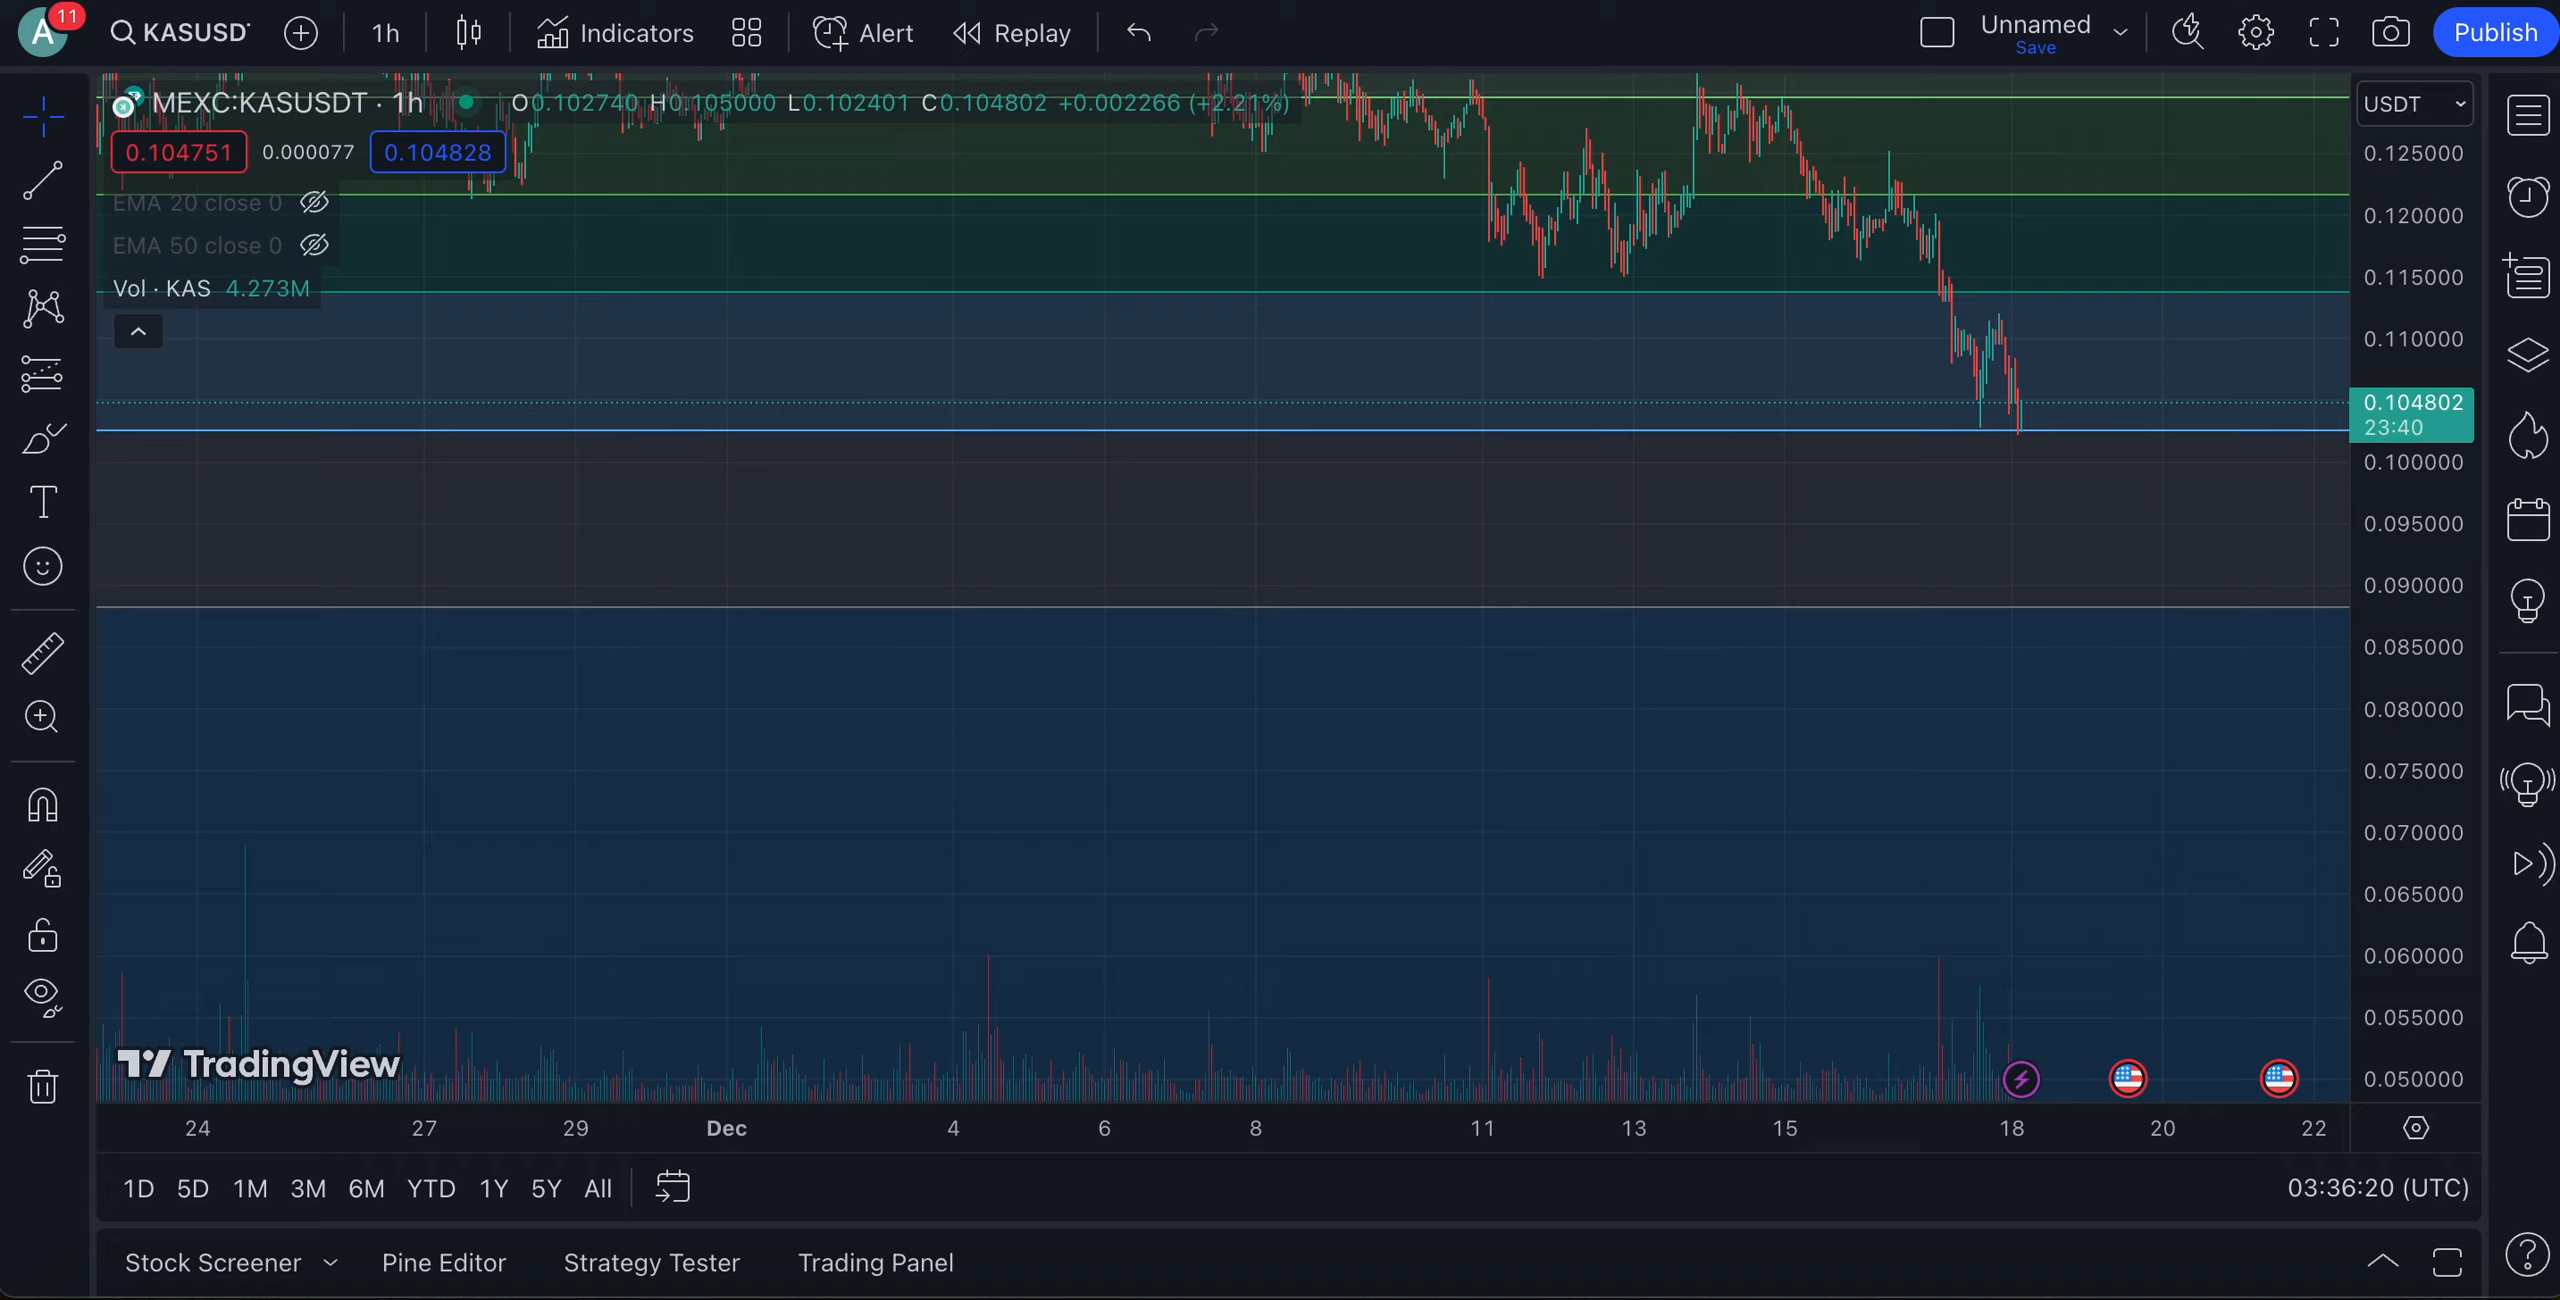 A 11 KASUSDT 1h Indicators Alert Replay Unnamed Save Publish
MEXC:KASUSDT · 1h O0.102740 H0.105000 L0.102401 C0.104802 +0.002266 (+2.21%)
0.104751 0.000077 0.104828
EMA 20 close 0
EMA 50 close 0
Vol · KAS 4.273M
USDT
0.125000
0.120000
0.115000
0.110000
0.104802
23:40
0.100000
0.095000
0.090000
0.085000
0.080000
0.075000
0.070000
0.065000
0.060000
0.055000
0.050000
TradingView
24 27 29 Dec 4 6 8 11 13 15 18 20 22
1D 5D 1M 3M 6M YTD 1Y 5Y All 03:36:20 (UTC)
Stock Screener Pine Editor Strategy Tester Trading Panel